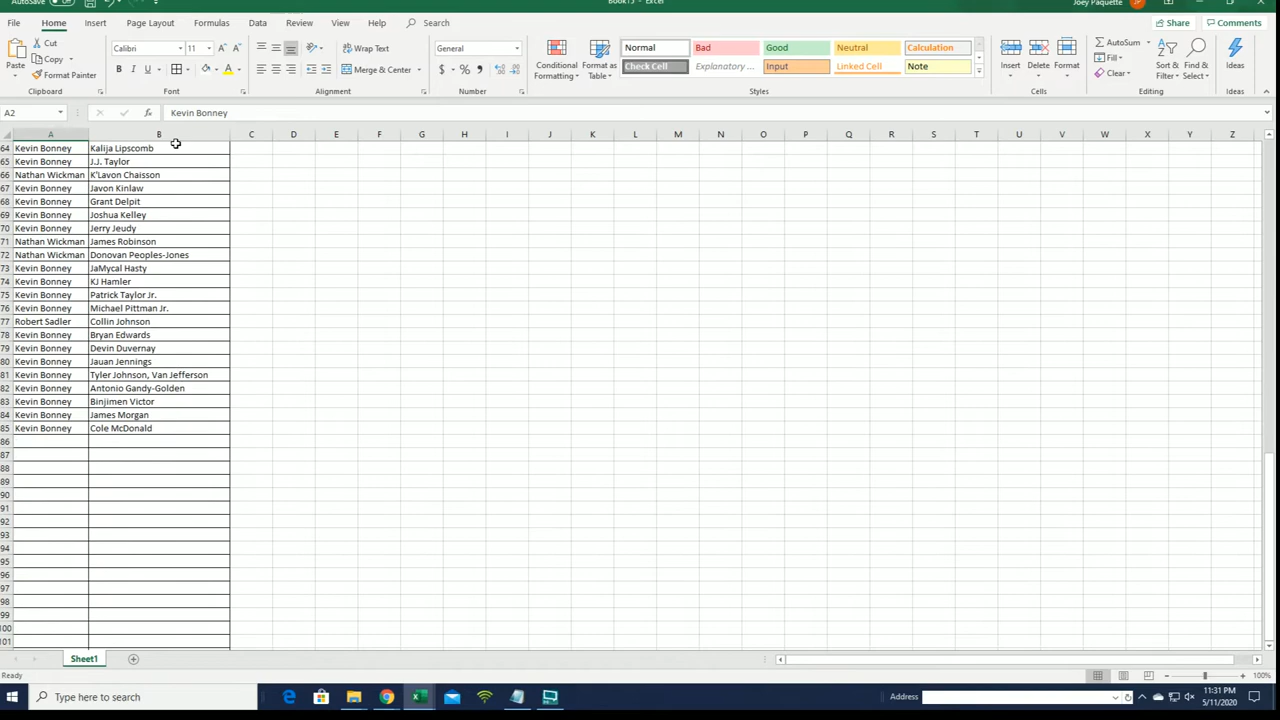 AutoSave
Book15 - Excel
Joey Paquette
JP
File Home Insert Page Layout Formulas Data Review View Help Search
Share Comments
Paste Cut Copy Format Painter
Calibri 11 A A
B I U A
Wrap Text
Merge & Center
General
$ % ,
Conditional Formatting Format as Table
Normal Bad Good Neutral Calculation
Check Cell Explanatory ... Input Linked Cell Note
Insert Delete Format
AutoSum Fill Clear
Sort & Filter Find & Select
Ideas
Clipboard Font Alignment Number Styles Cells Editing Ideas
A2 fx Kevin Bonney
A B C D E F G H I J K L M N O P Q R S T U V W X Y Z
64 Kevin Bonney Kalija Lipscomb
65 Kevin Bonney J.J. Taylor
66 Nathan Wickman K'Lavon Chaisson
67 Kevin Bonney Javon Kinlaw
68 Kevin Bonney Grant Delpit
69 Kevin Bonney Joshua Kelley
70 Kevin Bonney Jerry Jeudy
71 Nathan Wickman James Robinson
72 Nathan Wickman Donovan Peoples-Jones
73 Kevin Bonney JaMycal Hasty
74 Kevin Bonney KJ Hamler
75 Kevin Bonney Patrick Taylor Jr.
76 Kevin Bonney Michael Pittman Jr.
77 Robert Sadler Collin Johnson
78 Kevin Bonney Bryan Edwards
79 Kevin Bonney Devin Duvernay
80 Kevin Bonney Jauan Jennings
81 Kevin Bonney Tyler Johnson, Van Jefferson
82 Kevin Bonney Antonio Gandy-Golden
83 Kevin Bonney Binjimen Victor
84 Kevin Bonney James Morgan
85 Kevin Bonney Cole McDonald
86
87
88
89
90
91
92
93
94
95
96
97
98
99
100
101
Sheet1
Ready
100%
Type here to search
Address
11:31 PM
5/11/2020